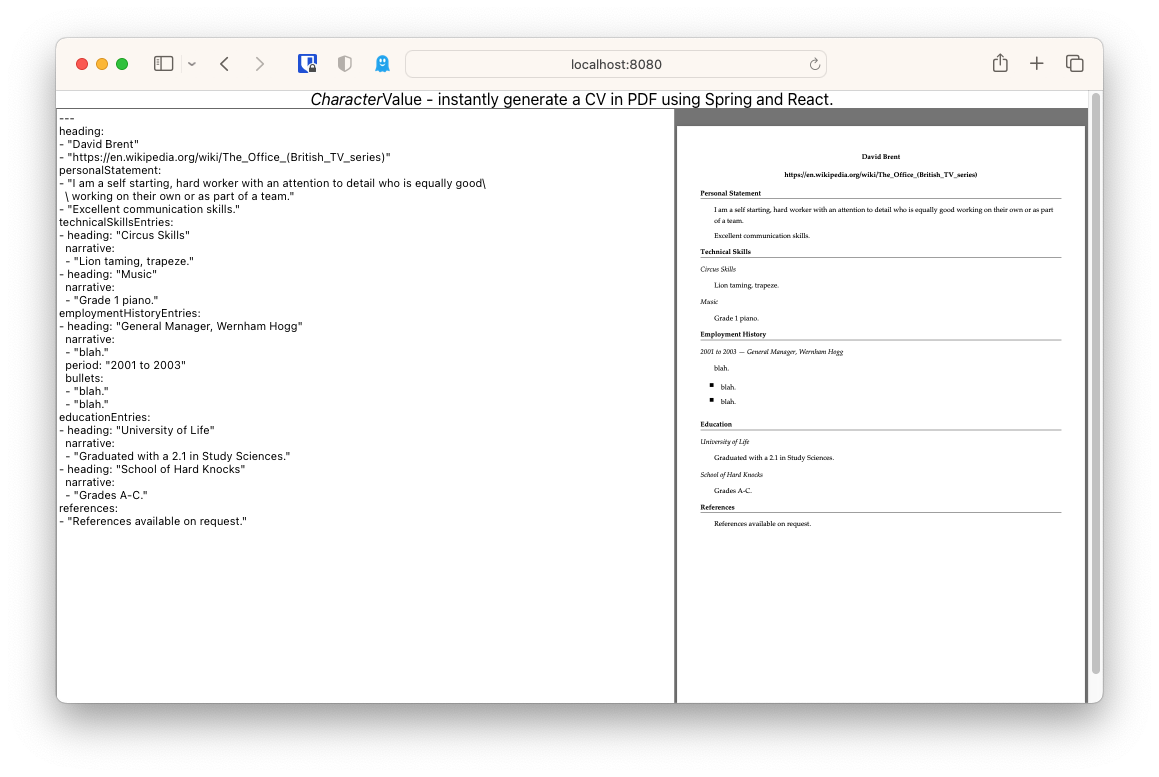 localhost:8080
CharacterValue - instantly generate a CV in PDF using Spring and React.
---
heading:
- "David Brent"
- "https://en.wikipedia.org/wiki/The_Office_(British_TV_series)"
personalStatement:
- "I am a self starting, hard worker with an attention to detail who is equally good\
  \ working on their own or as part of a team."
- "Excellent communication skills."
technicalSkillsEntries:
- heading: "Circus Skills"
  narrative:
  - "Lion taming, trapeze."
- heading: "Music"
  narrative:
  - "Grade 1 piano."
employmentHistoryEntries:
- heading: "General Manager, Wernham Hogg"
  narrative:
  - "blah."
  period: "2001 to 2003"
  bullets:
  - "blah."
  - "blah."
educationEntries:
- heading: "University of Life"
  narrative:
  - "Graduated with a 2.1 in Study Sciences."
- heading: "School of Hard Knocks"
  narrative:
  - "Grades A-C."
references:
- "References available on request."
David Brent
https://en.wikipedia.org/wiki/The_Office_(British_TV_series)
Personal Statement
I am a self starting, hard worker with an attention to detail who is equally good working on their own or as part
of a team.
Excellent communication skills.
Technical Skills
Circus Skills
Lion taming, trapeze.
Music
Grade 1 piano.
Employment History
2001 to 2003 — General Manager, Wernham Hogg
blah.
■ blah.
■ blah.
Education
University of Life
Graduated with a 2.1 in Study Sciences.
School of Hard Knocks
Grades A-C.
References
References available on request.